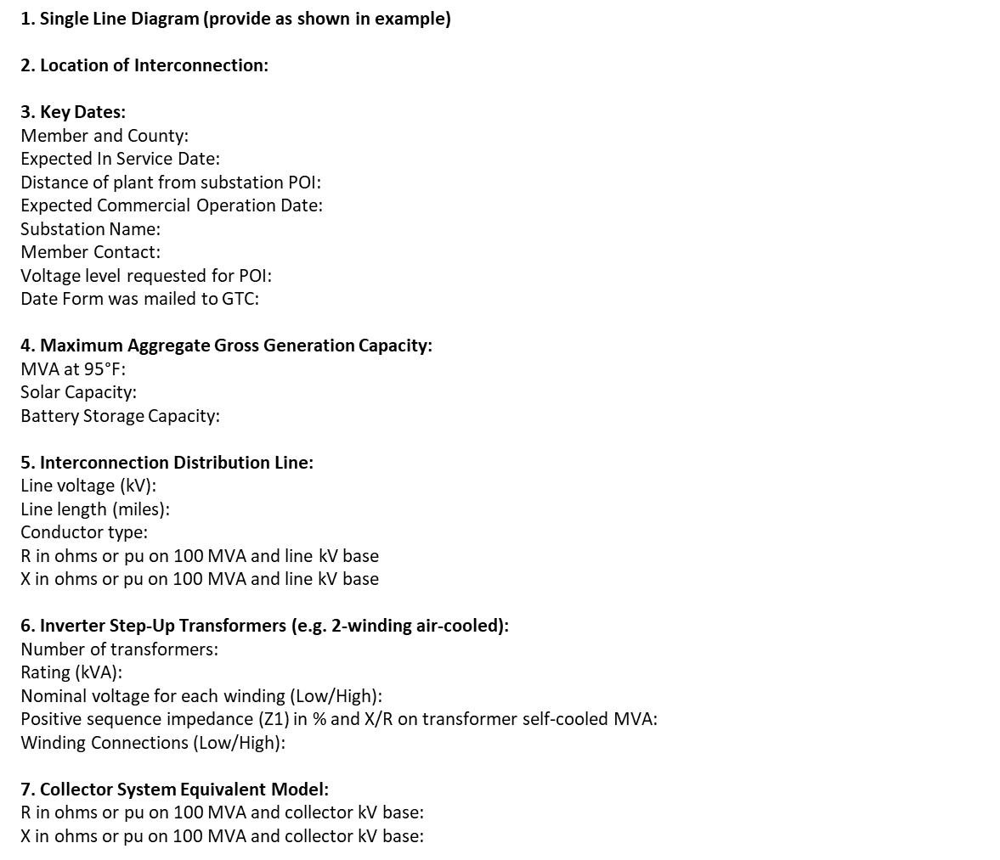 1. Single Line Diagram (provide as shown in example)
2. Location of Interconnection:
3. Key Dates:
Member and County:
Expected In Service Date:
Distance of plant from substation POI:
Expected Commercial Operation Date:
Substation Name:
Member Contact:
Voltage level requested for POI:
Date Form was mailed to GTC:
4. Maximum Aggregate Gross Generation Capacity:
MVA at 95°F:
Solar Capacity:
Battery Storage Capacity:
5. Interconnection Distribution Line:
Line voltage (kV):
Line length (miles):
Conductor type:
R in ohms or pu on 100 MVA and line kV base
X in ohms or pu on 100 MVA and line kV base
6. Inverter Step-Up Transformers (e.g. 2-winding air-cooled):
Number of transformers:
Rating (kVA):
Nominal voltage for each winding (Low/High):
Positive sequence impedance (Z1) in % and X/R on transformer self-cooled MVA:
Winding Connections (Low/High):
7. Collector System Equivalent Model:
R in ohms or pu on 100 MVA and collector kV base:
X in ohms or pu on 100 MVA and collector kV base: